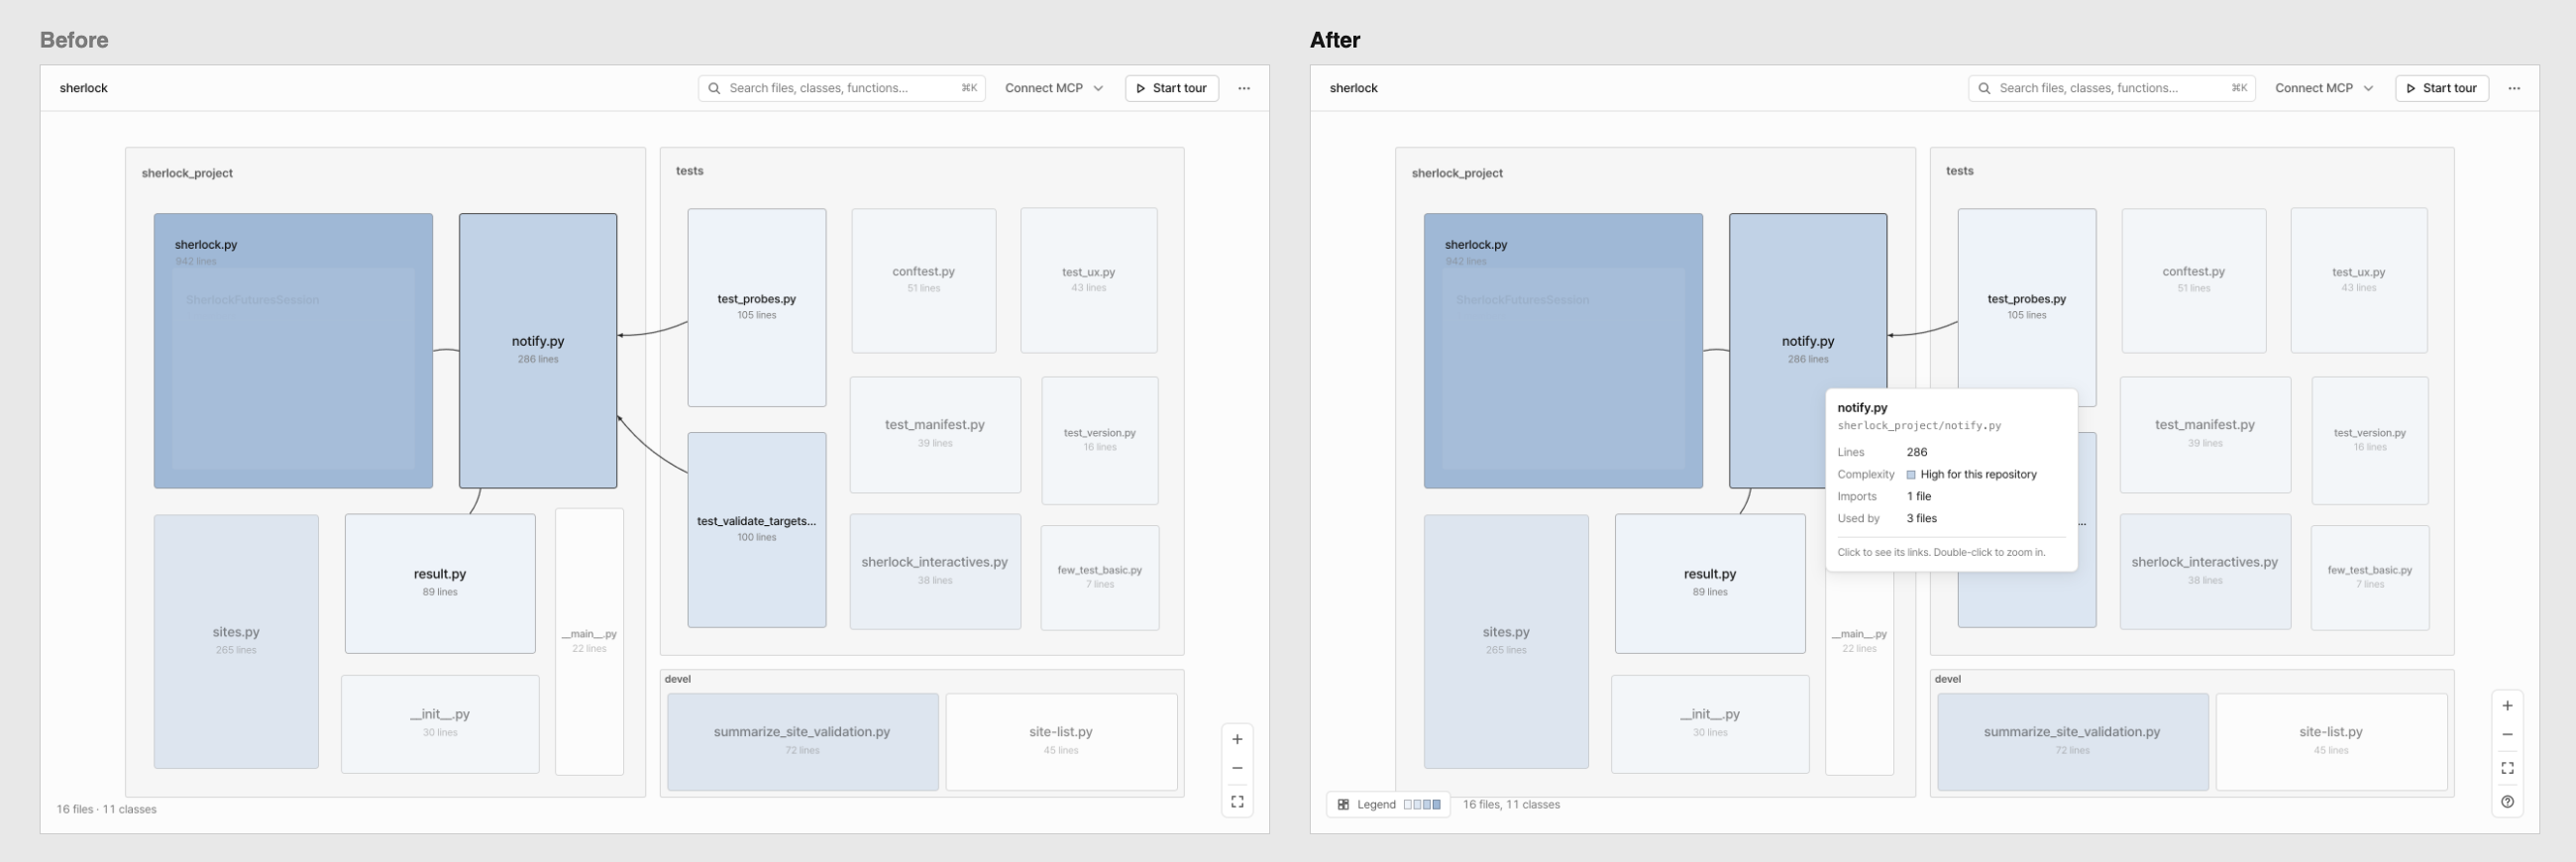 Before
sherlock
Search files, classes, functions...
⌘K
Connect MCP
Start tour
sherlock_project
sherlock.py
942 lines
SherlockFuturesSession
notify.py
286 lines
sites.py
265 lines
result.py
89 lines
__init__.py
30 lines
__main__.py
22 lines
tests
test_probes.py
105 lines
conftest.py
51 lines
test_ux.py
43 lines
test_manifest.py
39 lines
test_version.py
16 lines
test_validate_targets...
100 lines
sherlock_interactives.py
38 lines
few_test_basic.py
7 lines
devel
summarize_site_validation.py
72 lines
site-list.py
45 lines
16 files · 11 classes
After
sherlock
Search files, classes, functions...
⌘K
Connect MCP
Start tour
sherlock_project
sherlock.py
942 lines
SherlockFuturesSession
notify.py
286 lines
sites.py
265 lines
result.py
89 lines
__init__.py
30 lines
__main__.py
22 lines
tests
test_probes.py
105 lines
conftest.py
51 lines
test_ux.py
43 lines
test_manifest.py
39 lines
test_version.py
16 lines
...
sherlock_interactives.py
38 lines
few_test_basic.py
7 lines
notify.py
sherlock_project/notify.py
Lines 286
Complexity High for this repository
Imports 1 file
Used by 3 files
Click to see its links. Double-click to zoom in.
devel
summarize_site_validation.py
72 lines
site-list.py
45 lines
Legend
16 files, 11 classes